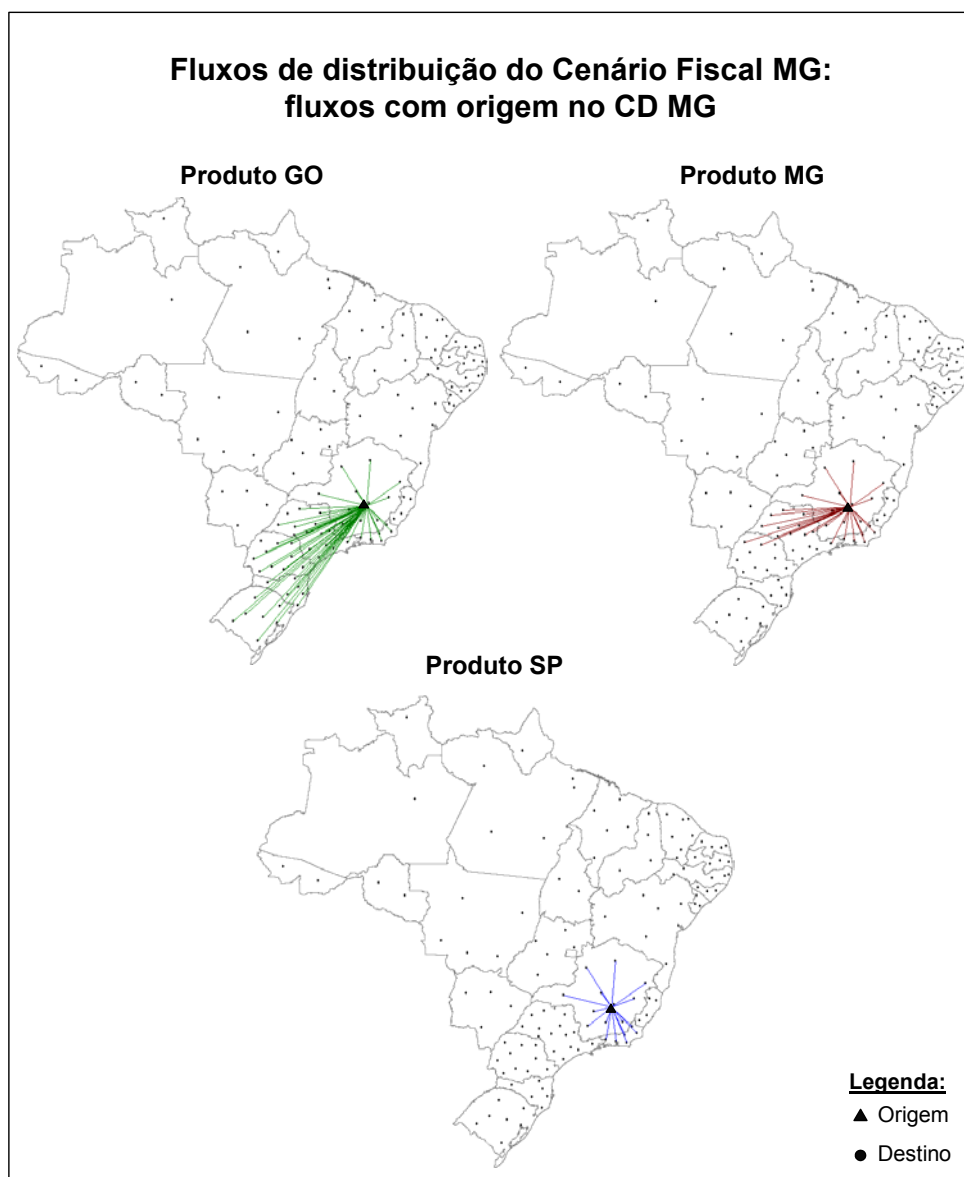 Fluxos de distribuição do Cenário Fiscal MG:
fluxos com origem no CD MG
Produto GO
Produto MG
Produto SP
Legenda:
Origem
Destino